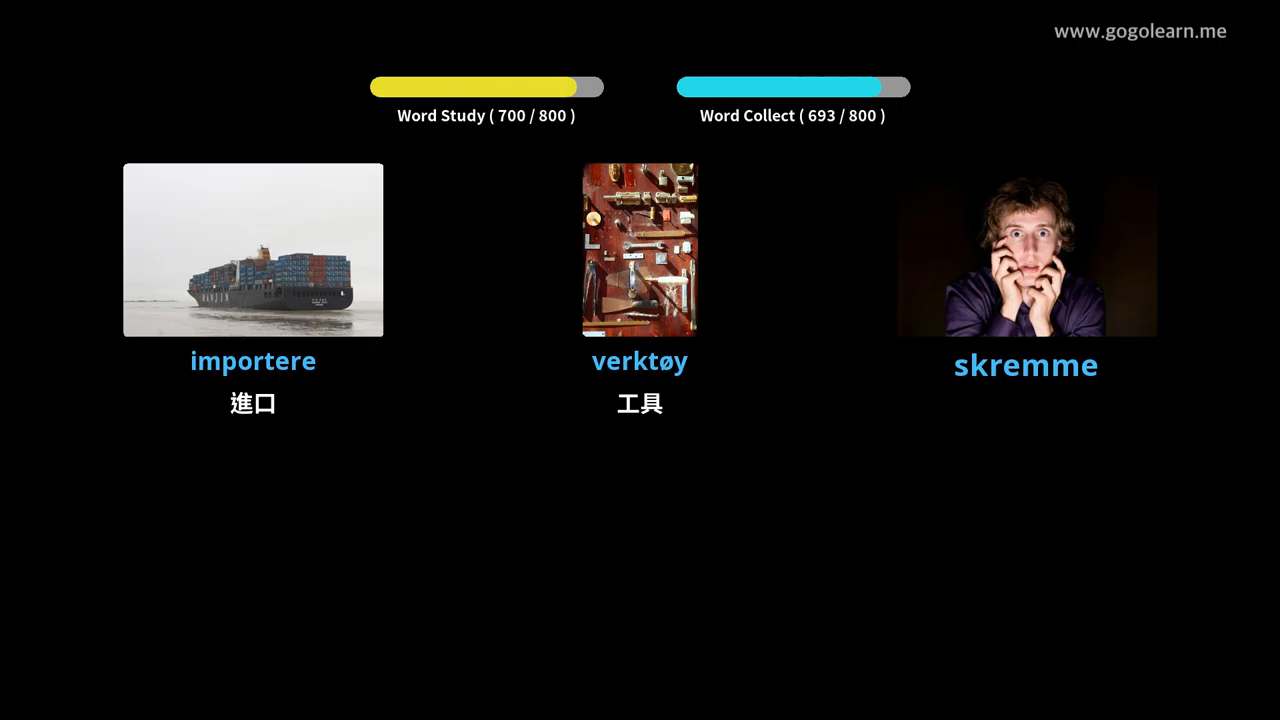 www.gogolearn.me
Word Study ( 700 / 800 )
Word Collect ( 693 / 800 )
importere
verktøy
skremme
進口
工具